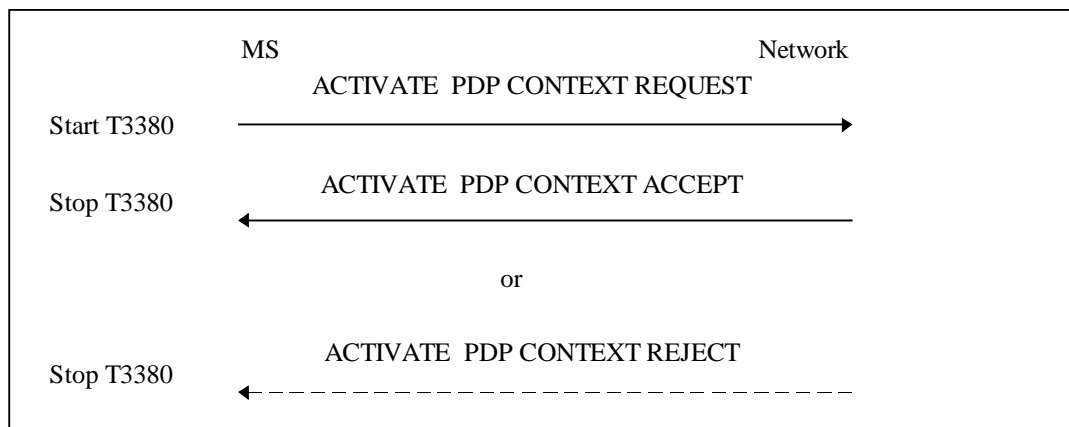 MS Network
ACTIVATE PDP CONTEXT REQUEST
Start T3380
ACTIVATE PDP CONTEXT ACCEPT
Stop T3380
or
ACTIVATE PDP CONTEXT REJECT
Stop T3380